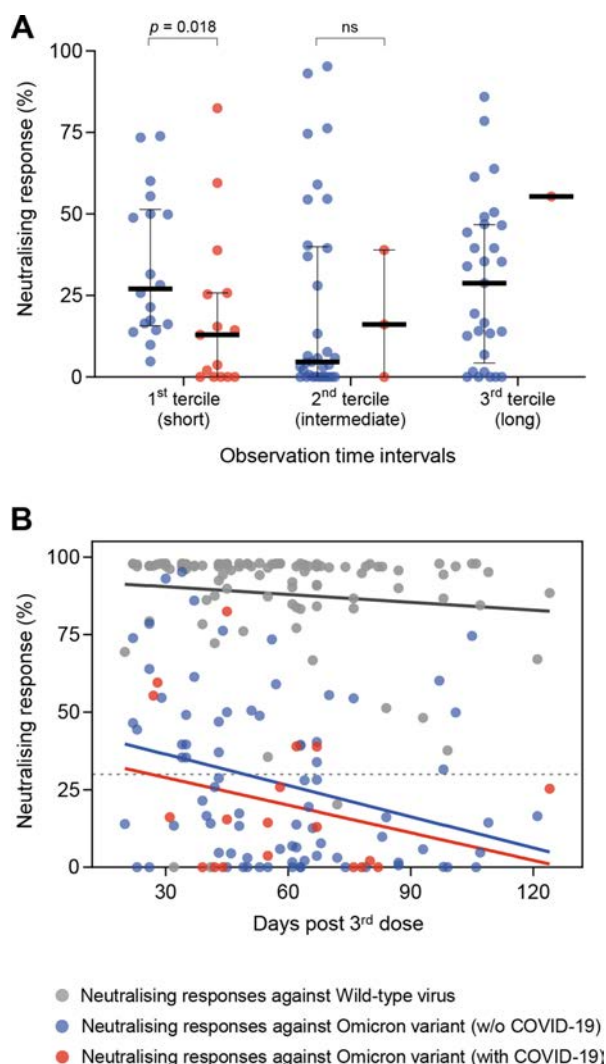 A
p = 0.018
ns
100
75
50
25
0
Neutralising response (%)
1st tercile
(short)
2nd tercile
(intermediate)
3rd tercile
(long)
Observation time intervals
B
100
75
50
25
0
Neutralising response (%)
30
60
90
120
Days post 3rd dose
Neutralising responses against Wild-type virus
Neutralising responses against Omicron variant (w/o COVID-19)
Neutralising responses against Omicron variant (with COVID-19)